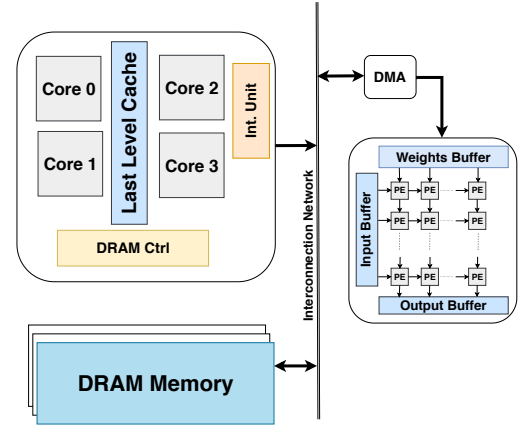 Core 0
Core 1
Last Level Cache
Core 2
Core 3
Int. Unit
DRAM Ctrl
DRAM Memory
Interconnection Network
DMA
Weights Buffer
Input Buffer
PE PE PE
PE PE PE
PE PE PE
Output Buffer